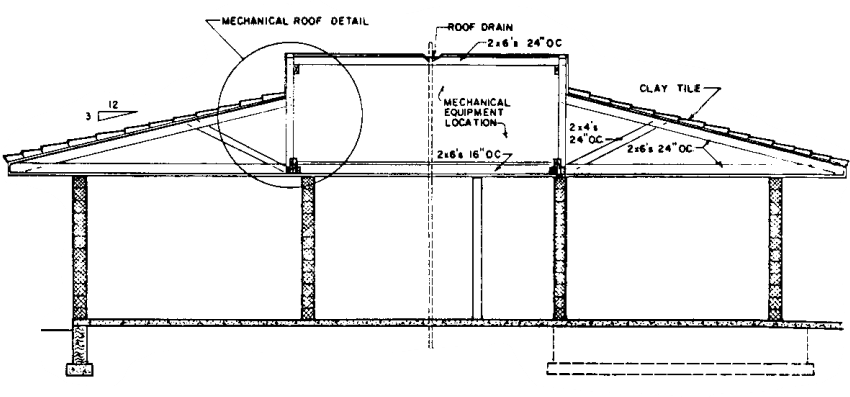 MECHANICAL ROOF DETAIL
ROOF DRAIN
2x6's 24" OC
12
3
CLAY TILE
MECHANICAL
EQUIPMENT
LOCATION
2x4's
24" OC
2x6's 16" OC
2x6's 24" OC